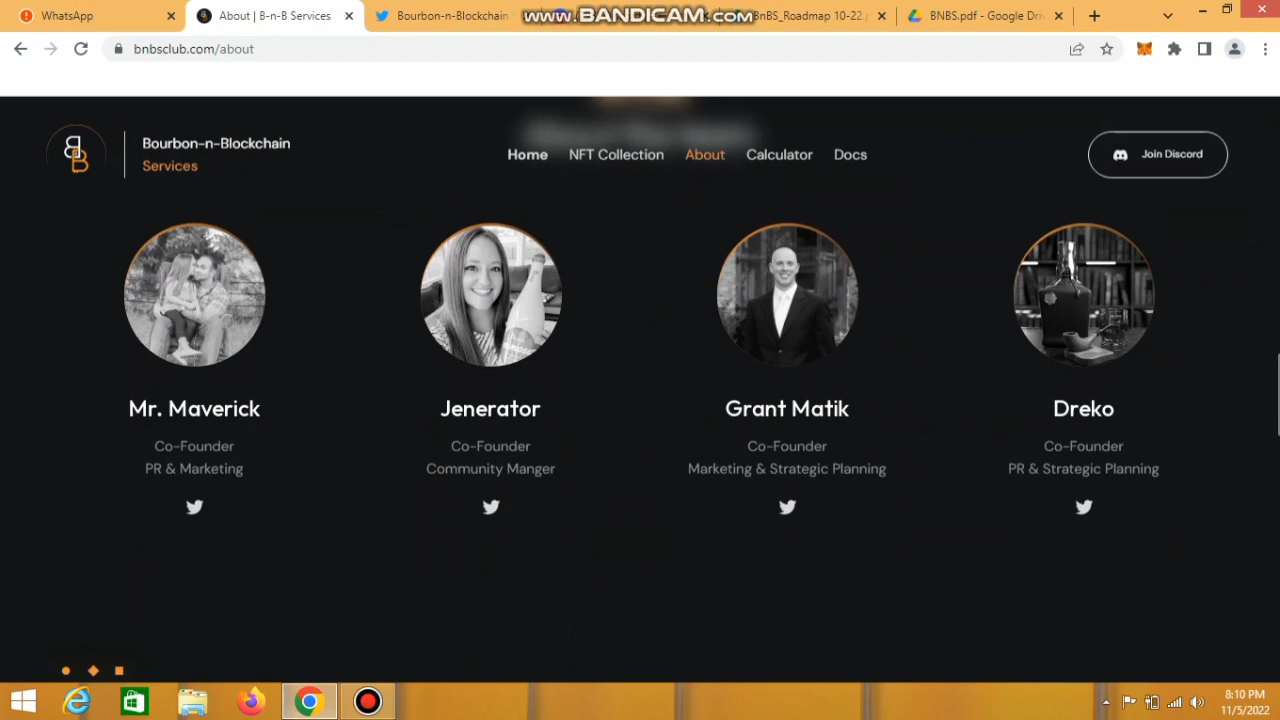 WhatsApp
About | B-n-B Services
Bourbon-n-Blockchain
www.BANDICAM.com
BnBS_Roadmap 10-22.p
BNBS.pdf - Google Driv
bnbsclub.com/about
Bourbon-n-Blockchain
Services
Home
NFT Collection
About
Calculator
Docs
Join Discord
Mr. Maverick
Jenerator
Grant Matik
Dreko
Co-Founder
Co-Founder
Co-Founder
Co-Founder
PR & Marketing
Community Manger
Marketing & Strategic Planning
PR & Strategic Planning
8:10 PM
11/5/2022